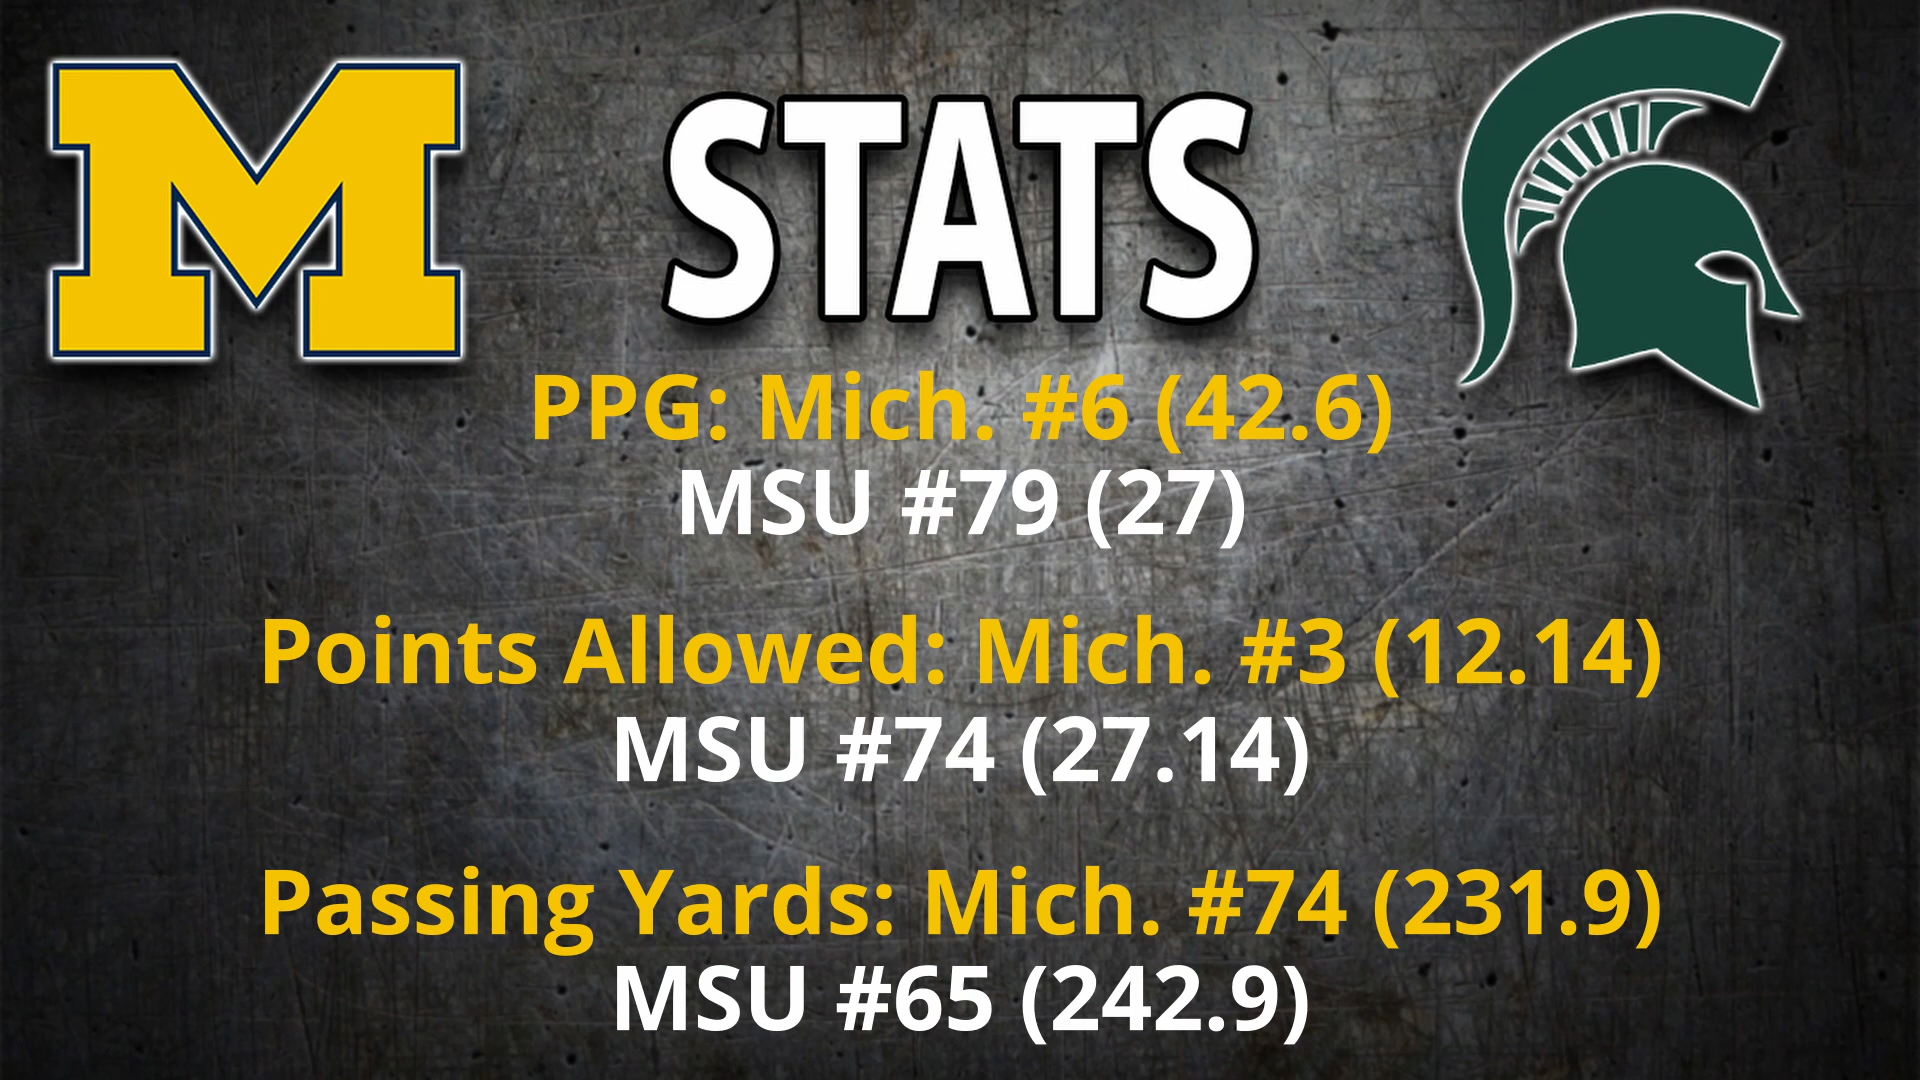 M
STATS
PPG: Mich. #6 (42.6)
MSU #79 (27)
Points Allowed: Mich. #3 (12.14)
MSU #74 (27.14)
Passing Yards: Mich. #74 (231.9)
MSU #65 (242.9)